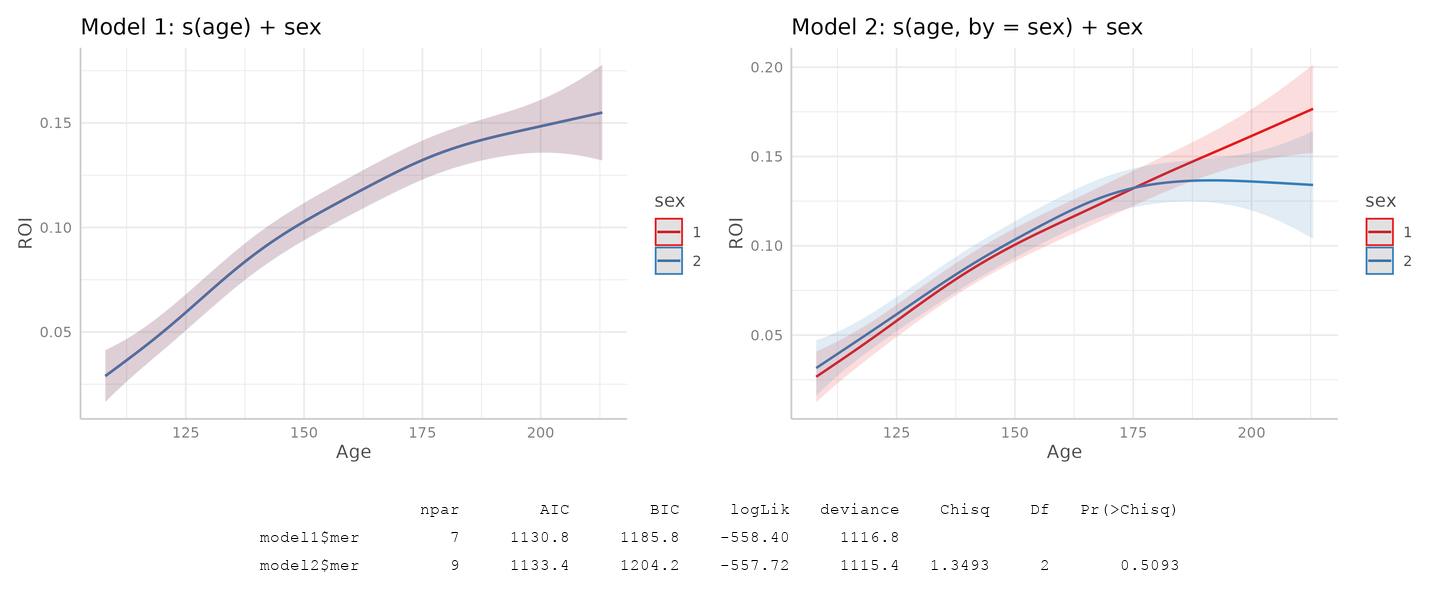 Model 1: s(age) + sex
0.15
0.10
0.05
ROI
125 150 175 200
Age
sex
1
2
Model 2: s(age, by = sex) + sex
0.20
0.15
0.10
0.05
ROI
125 150 175 200
Age
sex
1
2
npar AIC BIC logLik deviance Chisq Df Pr(>Chisq)
model1$mer 7 1130.8 1185.8 -558.40 1116.8
model2$mer 9 1133.4 1204.2 -557.72 1115.4 1.3493 2 0.5093